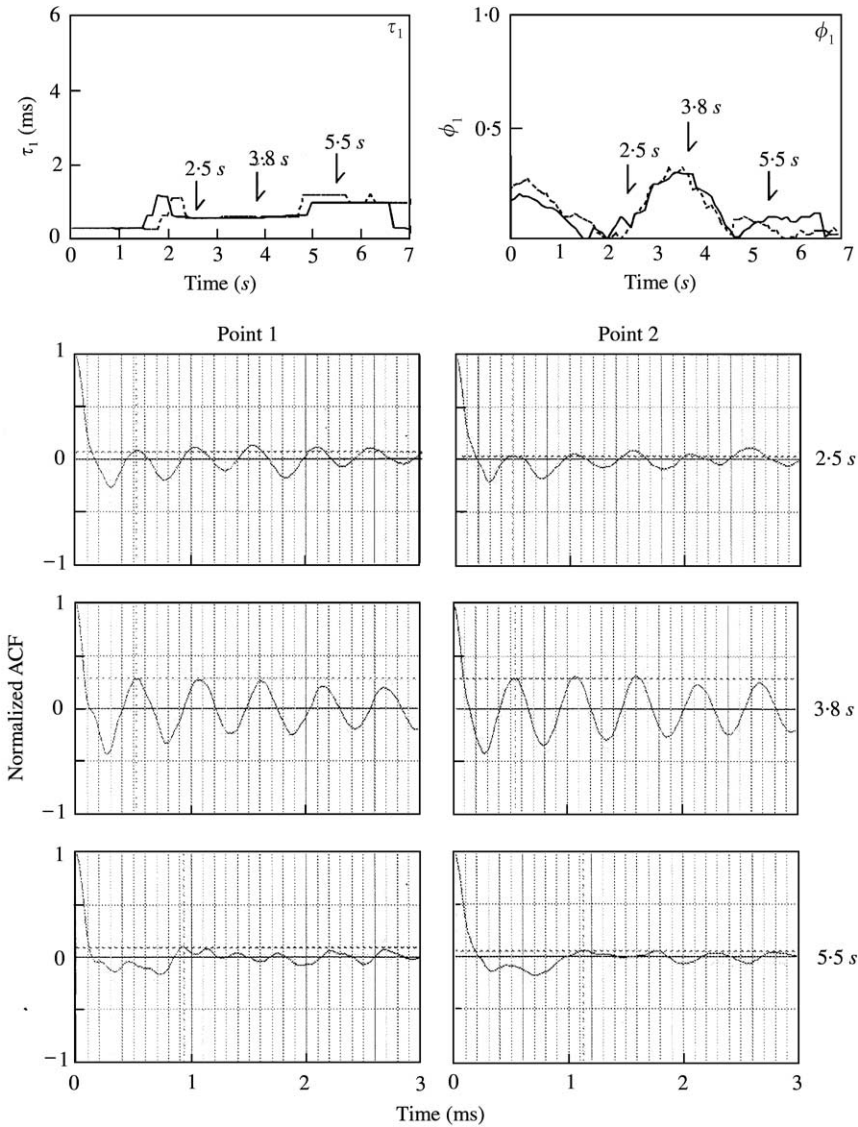 6
4
2
0
0 1 2 3 4 5 6 7
τ₁ (ms)
Time (s)
τ₁
2·5 s
3·8 s
5·5 s
1·0
0·5
0 1 2 3 4 5 6 7
ϕ₁
Time (s)
ϕ₁
2·5 s
3·8 s
5·5 s
Point 1 Point 2
1
0
−1
2·5 s
1
0
−1
3·8 s
Normalized ACF
1
0
−1
5·5 s
0 1 2 3
0 1 2 3
Time (ms)